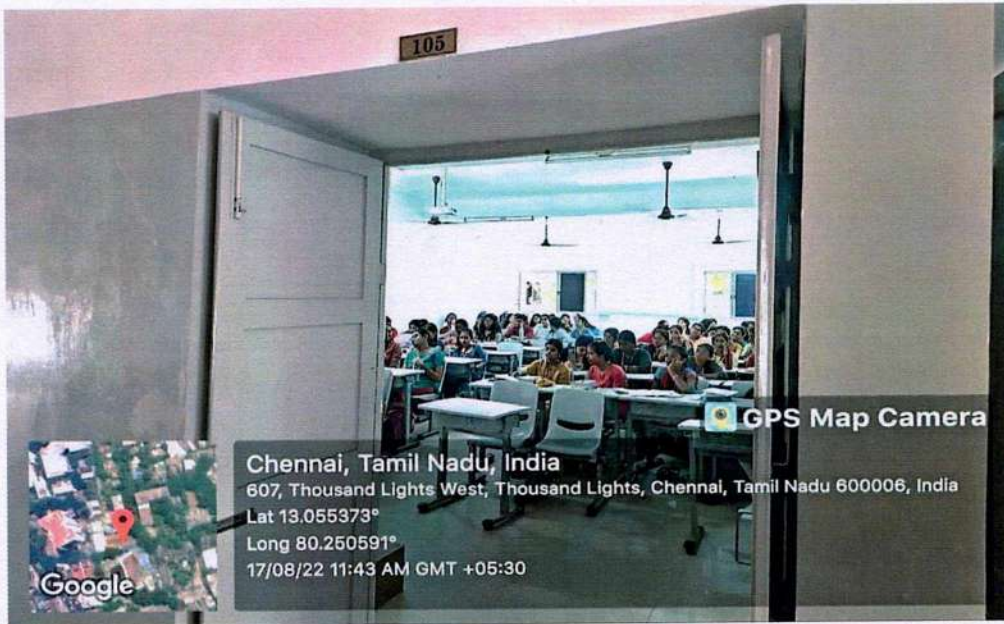 105
GPS Map Camera
Chennai, Tamil Nadu, India
607, Thousand Lights West, Thousand Lights, Chennai, Tamil Nadu 600006, India
Lat 13.055373°
Long 80.250591°
17/08/22 11:43 AM GMT +05:30
Google